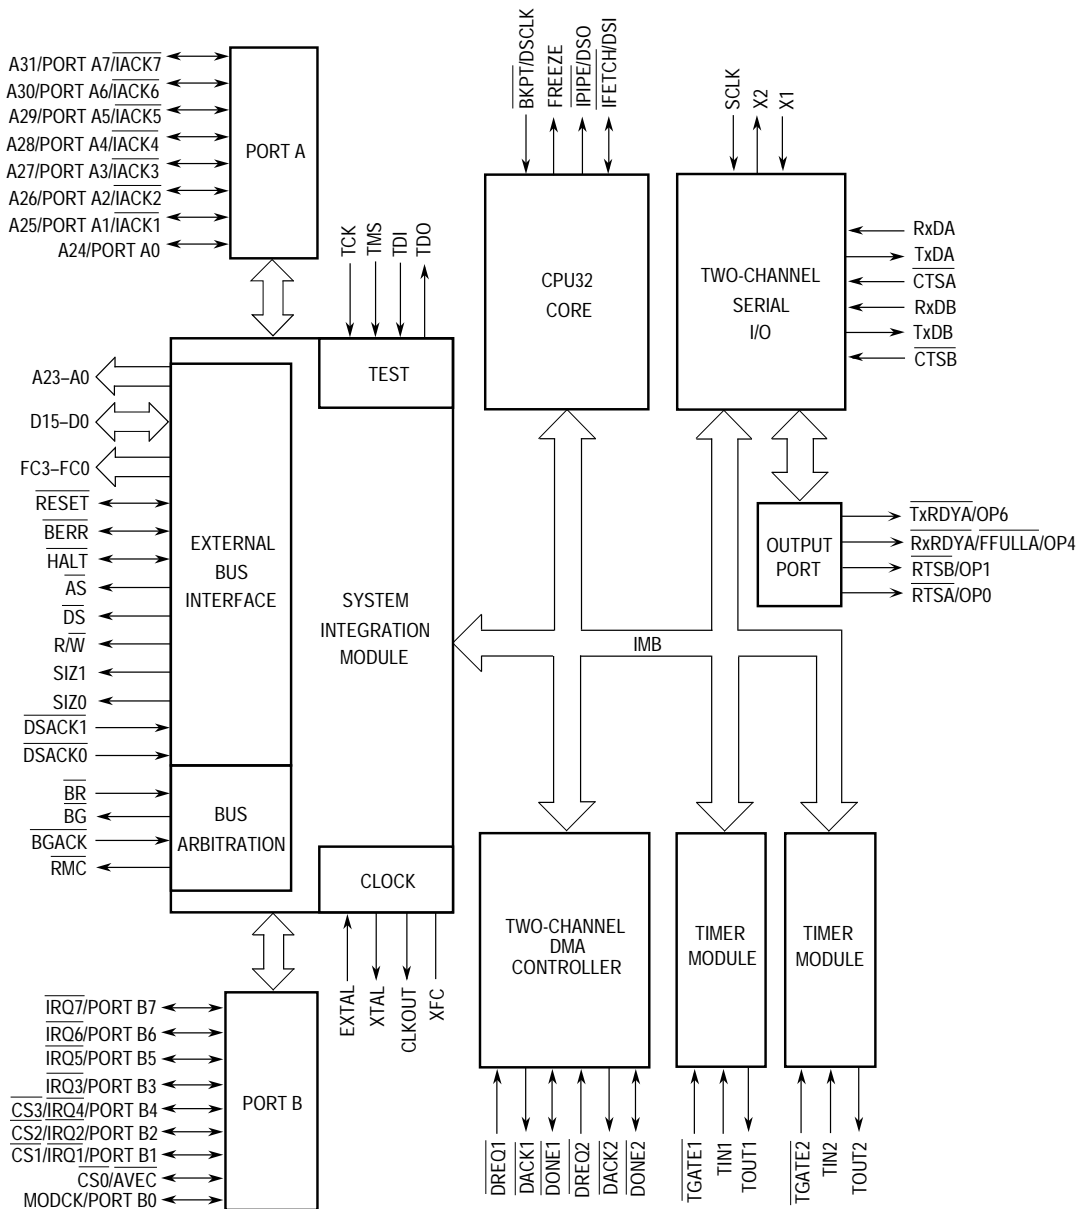 A31/PORT A7/IACK7
A30/PORT A6/IACK6
A29/PORT A5/IACK5
A28/PORT A4/IACK4
A27/PORT A3/IACK3
A26/PORT A2/IACK2
A25/PORT A1/IACK1
A24/PORT A0
PORT A
BKPT/DSCLK
FREEZE
IPIPE/DSO
IFETCH/DSI
SCLK
X2
X1
TCK
TMS
TDI
TDO
CPU32
CORE
TWO-CHANNEL
SERIAL
I/O
RxDA
TxDA
CTSA
RxDB
TxDB
CTSB
TEST
A23–A0
D15–D0
FC3–FC0
RESET
BERR
HALT
AS
DS
R/W
SIZ1
SIZ0
DSACK1
DSACK0
BR
BG
BGACK
RMC
EXTERNAL
BUS
INTERFACE
SYSTEM
INTEGRATION
MODULE
BUS
ARBITRATION
CLOCK
IMB
OUTPUT
PORT
TxRDYA/OP6
RxRDYA/FFULLA/OP4
RTSB/OP1
RTSA/OP0
TWO-CHANNEL
DMA
CONTROLLER
TIMER
MODULE
TIMER
MODULE
EXTAL
XTAL
CLKOUT
XFC
IRQ7/PORT B7
IRQ6/PORT B6
IRQ5/PORT B5
IRQ3/PORT B3
CS3/IRQ4/PORT B4
CS2/IRQ2/PORT B2
CS1/IRQ1/PORT B1
CS0/AVEC
MODCK/PORT B0
PORT B
DREQ1
DACK1
DONE1
DREQ2
DACK2
DONE2
TGATE1
TIN1
TOUT1
TGATE2
TIN2
TOUT2